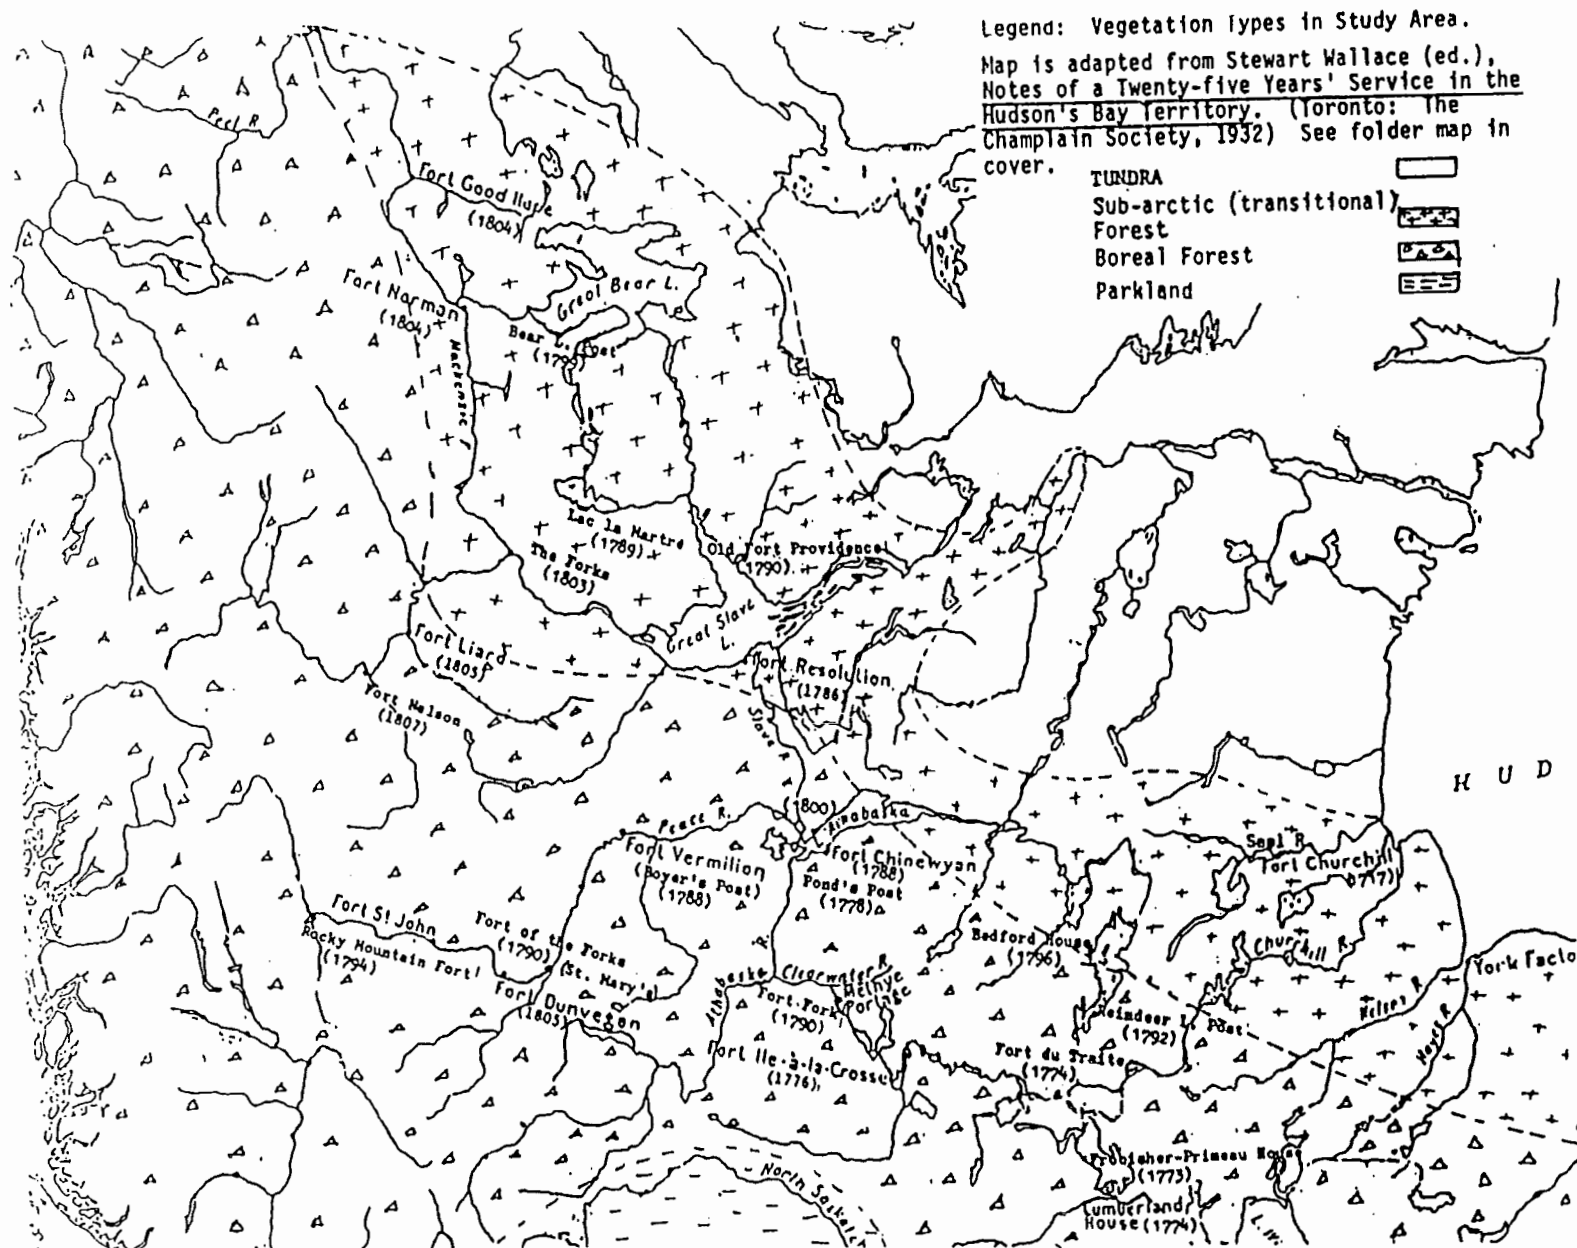 Legend: Vegetation Types in Study Area.
Map is adapted from Stewart Wallace (ed.),
Notes of a Twenty-five Years' Service in the
Hudson's Bay Territory. (Toronto: The
Champlain Society, 1932) See folder map in
cover.
TUNDRA
Sub-arctic (transitional)
Forest
Boreal Forest
Parkland
Peel R.
Fort Good
(1804)
Great Bear L.
Fort Norman
(1804)
Bear L. Post
Mackenzie
Lac la Martre
(1789)
The Forks
(1803)
Old Fort Providence
(1790)
Great Slave
L.
Fort Liard
(1805)
Fort Resolution
(1786)
Fort Nelson
(1807)
Slave R.
H U D
(1800)
Peace R.
Fort Vermilion
(Boyer's Post)
(1788)
Fort Chinewyan
(1788)
Pond's Post
(1778)
Seal R.
Fort Churchill
(1717)
Fort St John
Rocky Mountain Fort
(1794)
Fort of the Forks
(1790) (St. Mary's)
Fort Dunvegan
(1805)
Bedford House
(1796)
Churchill R.
York Facto
Clearwater R.
Methye
Portage
Fort-Fork
(1790)
Reindeer L. Post
(1792)
Nelson R
Hayes R
Fort Ile-à-la-Crosse
(1776)
Fort du Traite
(1774)
Frobisher-Primeau House
(1773)
North Saskatch
Cumberland
House (1774)